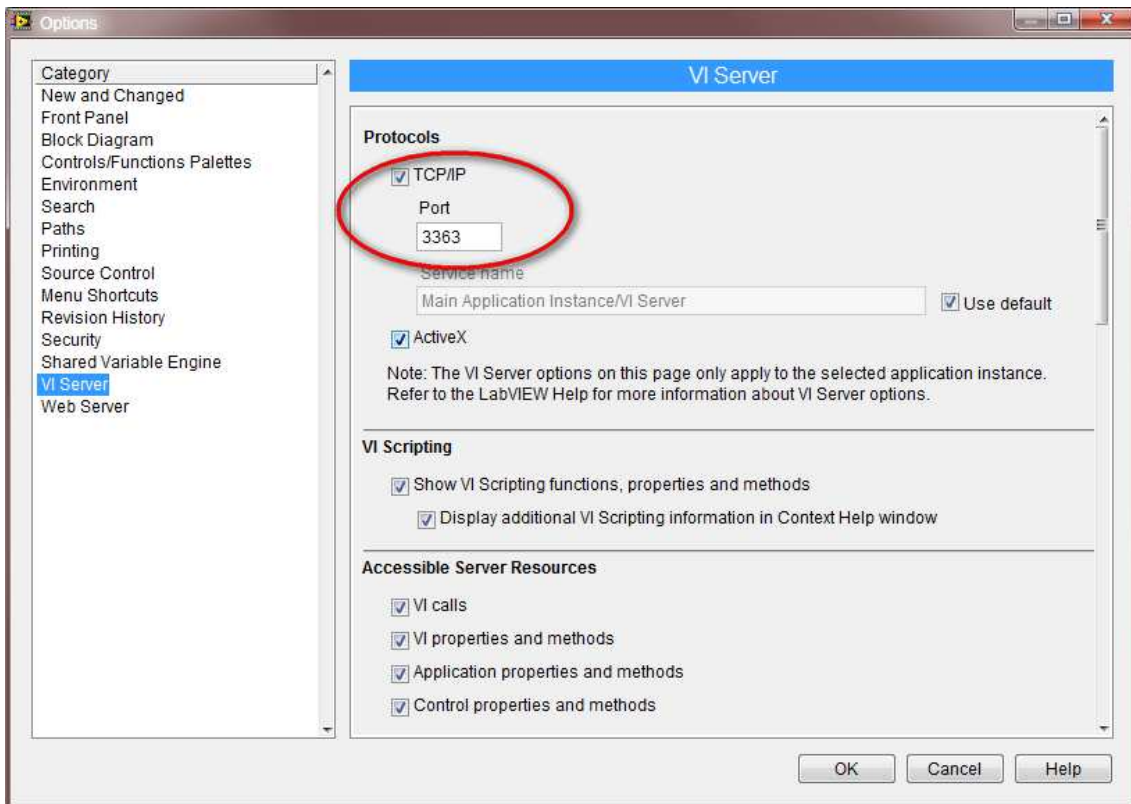 Options
Category
New and Changed
Front Panel
Block Diagram
Controls/Functions Palettes
Environment
Search
Paths
Printing
Source Control
Menu Shortcuts
Revision History
Security
Shared Variable Engine
VI Server
Web Server
VI Server
Protocols
TCP/IP
Port
3363
Service name
Main Application Instance/VI Server
Use default
ActiveX
Note: The VI Server options on this page only apply to the selected application instance.
Refer to the LabVIEW Help for more information about VI Server options.
VI Scripting
Show VI Scripting functions, properties and methods
Display additional VI Scripting information in Context Help window
Accessible Server Resources
VI calls
VI properties and methods
Application properties and methods
Control properties and methods
OK
Cancel
Help